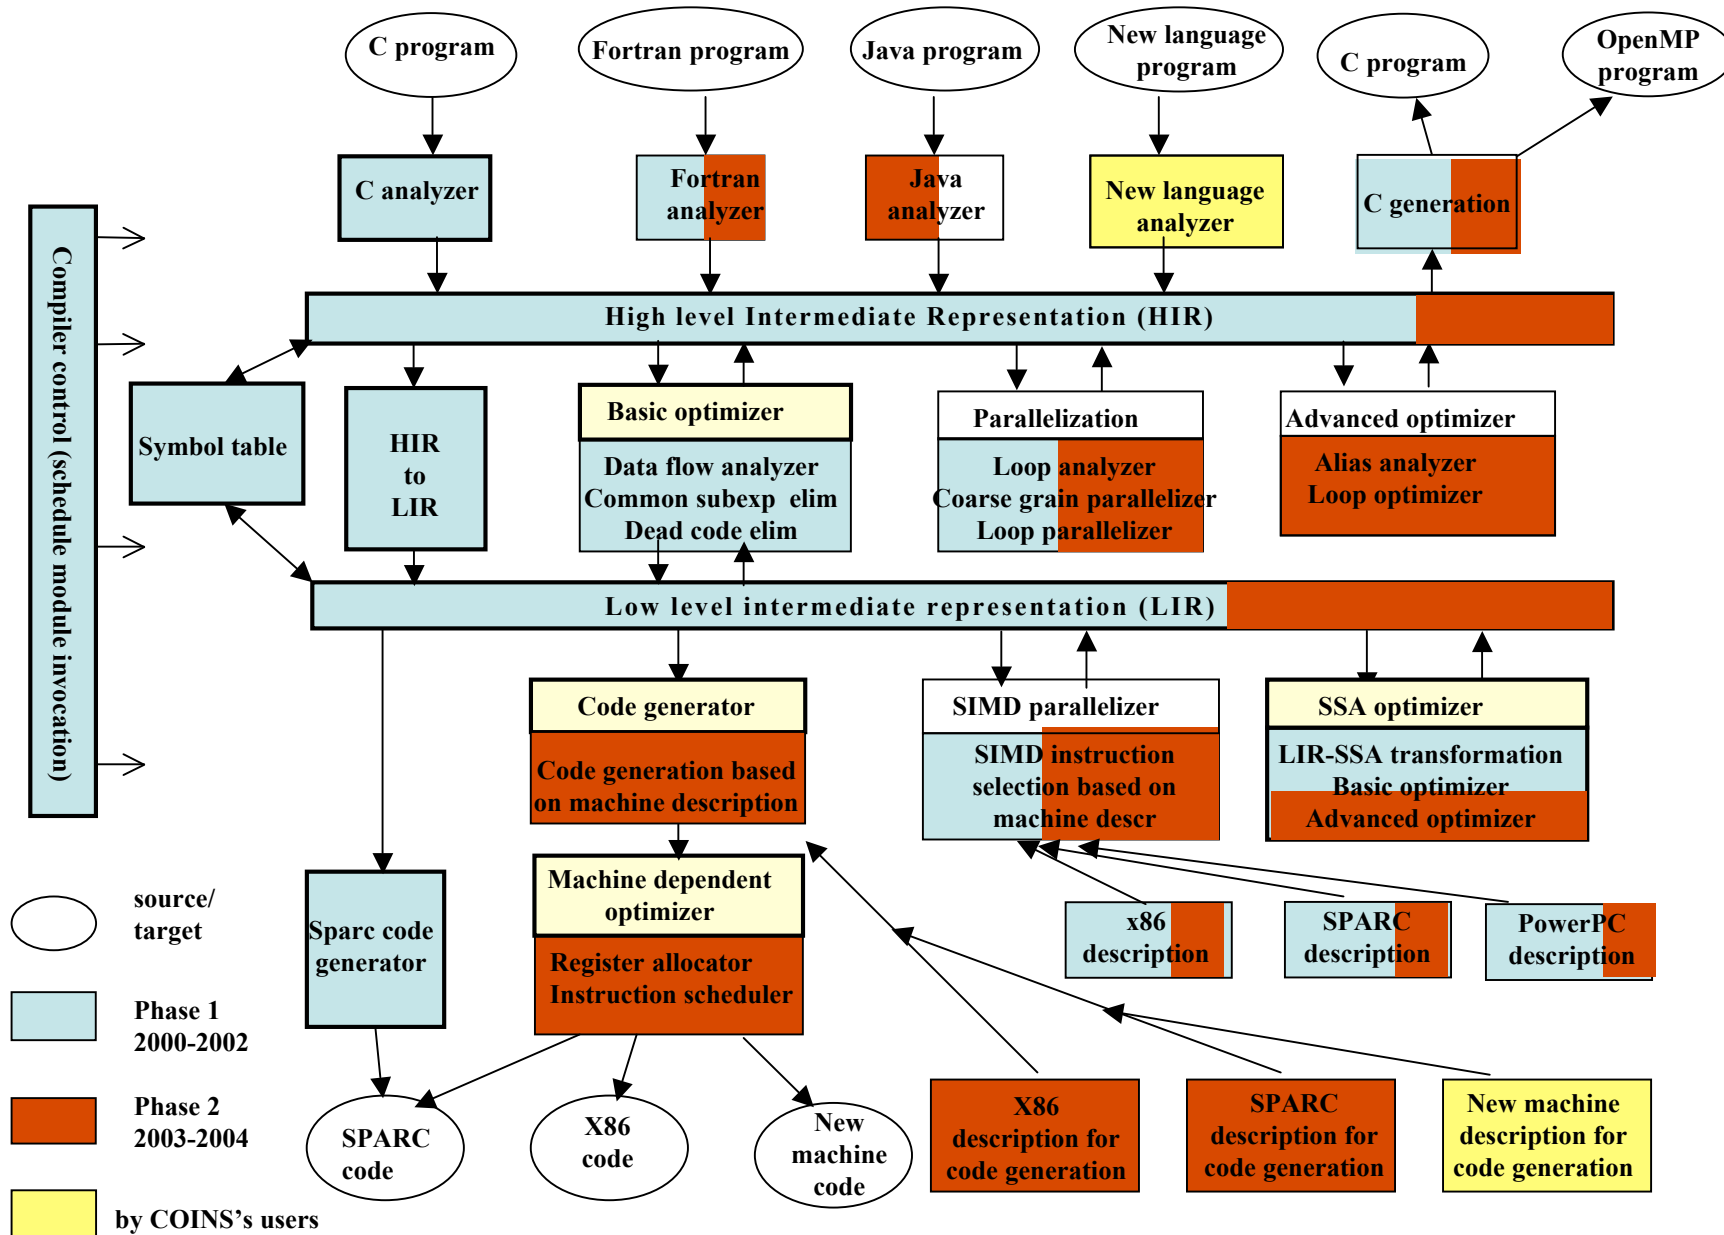 C program
Fortran program
Java program
New language
program
C program
OpenMP
program
C analyzer
Fortran
analyzer
Java
analyzer
New language
analyzer
C generation
Compiler control (schedule module invocation)
High level Intermediate Representation (HIR)
Symbol table
HIR
to
LIR
Basic optimizer
Data flow analyzer
Common subexp elim
Dead code elim
Parallelization
Loop analyzer
Coarse grain parallelizer
Loop parallelizer
Advanced optimizer
Alias analyzer
Loop optimizer
Low level intermediate representation (LIR)
Code generator
Code generation based
on machine description
SIMD parallelizer
SIMD instruction
selection based on
machine descr
SSA optimizer
LIR-SSA transformation
Basic optimizer
Advanced optimizer
Sparc code
generator
Machine dependent
optimizer
Register allocator
Instruction scheduler
x86
description
SPARC
description
PowerPC
description
source/
target
Phase 1
2000-2002
Phase 2
2003-2004
by COINS's users
SPARC
code
X86
code
New
machine
code
X86
description for
code generation
SPARC
description for
code generation
New machine
description for
code generation